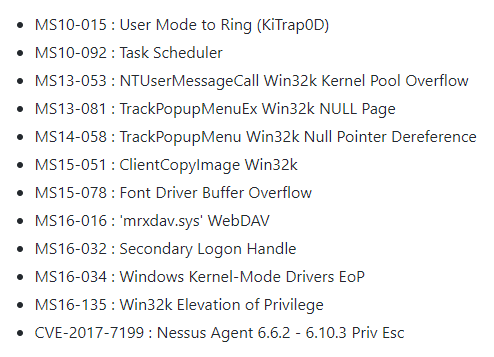 MS10-015 : User Mode to Ring (KiTrap0D)
MS10-092 : Task Scheduler
MS13-053 : NTUserMessageCall Win32k Kernel Pool Overflow
MS13-081 : TrackPopupMenuEx Win32k NULL Page
MS14-058 : TrackPopupMenu Win32k Null Pointer Dereference
MS15-051 : ClientCopyImage Win32k
MS15-078 : Font Driver Buffer Overflow
MS16-016 : 'mrxdav.sys' WebDAV
MS16-032 : Secondary Logon Handle
MS16-034 : Windows Kernel-Mode Drivers EoP
MS16-135 : Win32k Elevation of Privilege
CVE-2017-7199 : Nessus Agent 6.6.2 - 6.10.3 Priv Esc